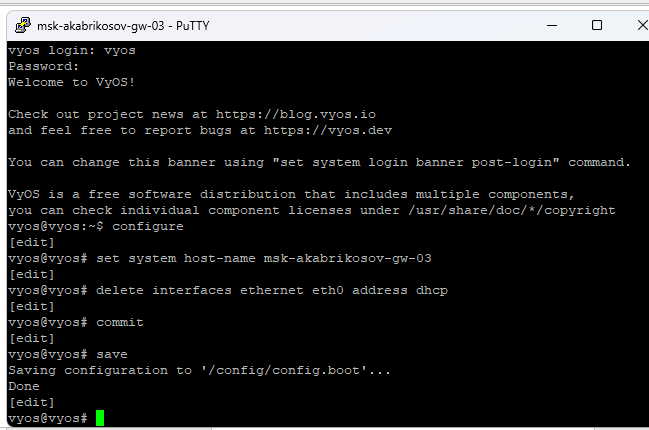 msk-akabrikosov-gw-03 - PuTTY
vyos login: vyos
Password:
Welcome to VyOS!
Check out project news at https://blog.vyos.io
and feel free to report bugs at https://vyos.dev
You can change this banner using "set system login banner post-login" command.
VyOS is a free software distribution that includes multiple components,
you can check individual component licenses under /usr/share/doc/*/copyright
vyos@vyos:~$ configure
[edit]
vyos@vyos# set system host-name msk-akabrikosov-gw-03
[edit]
vyos@vyos# delete interfaces ethernet eth0 address dhcp
[edit]
vyos@vyos# commit
[edit]
vyos@vyos# save
Saving configuration to '/config/config.boot'...
Done
[edit]
vyos@vyos#